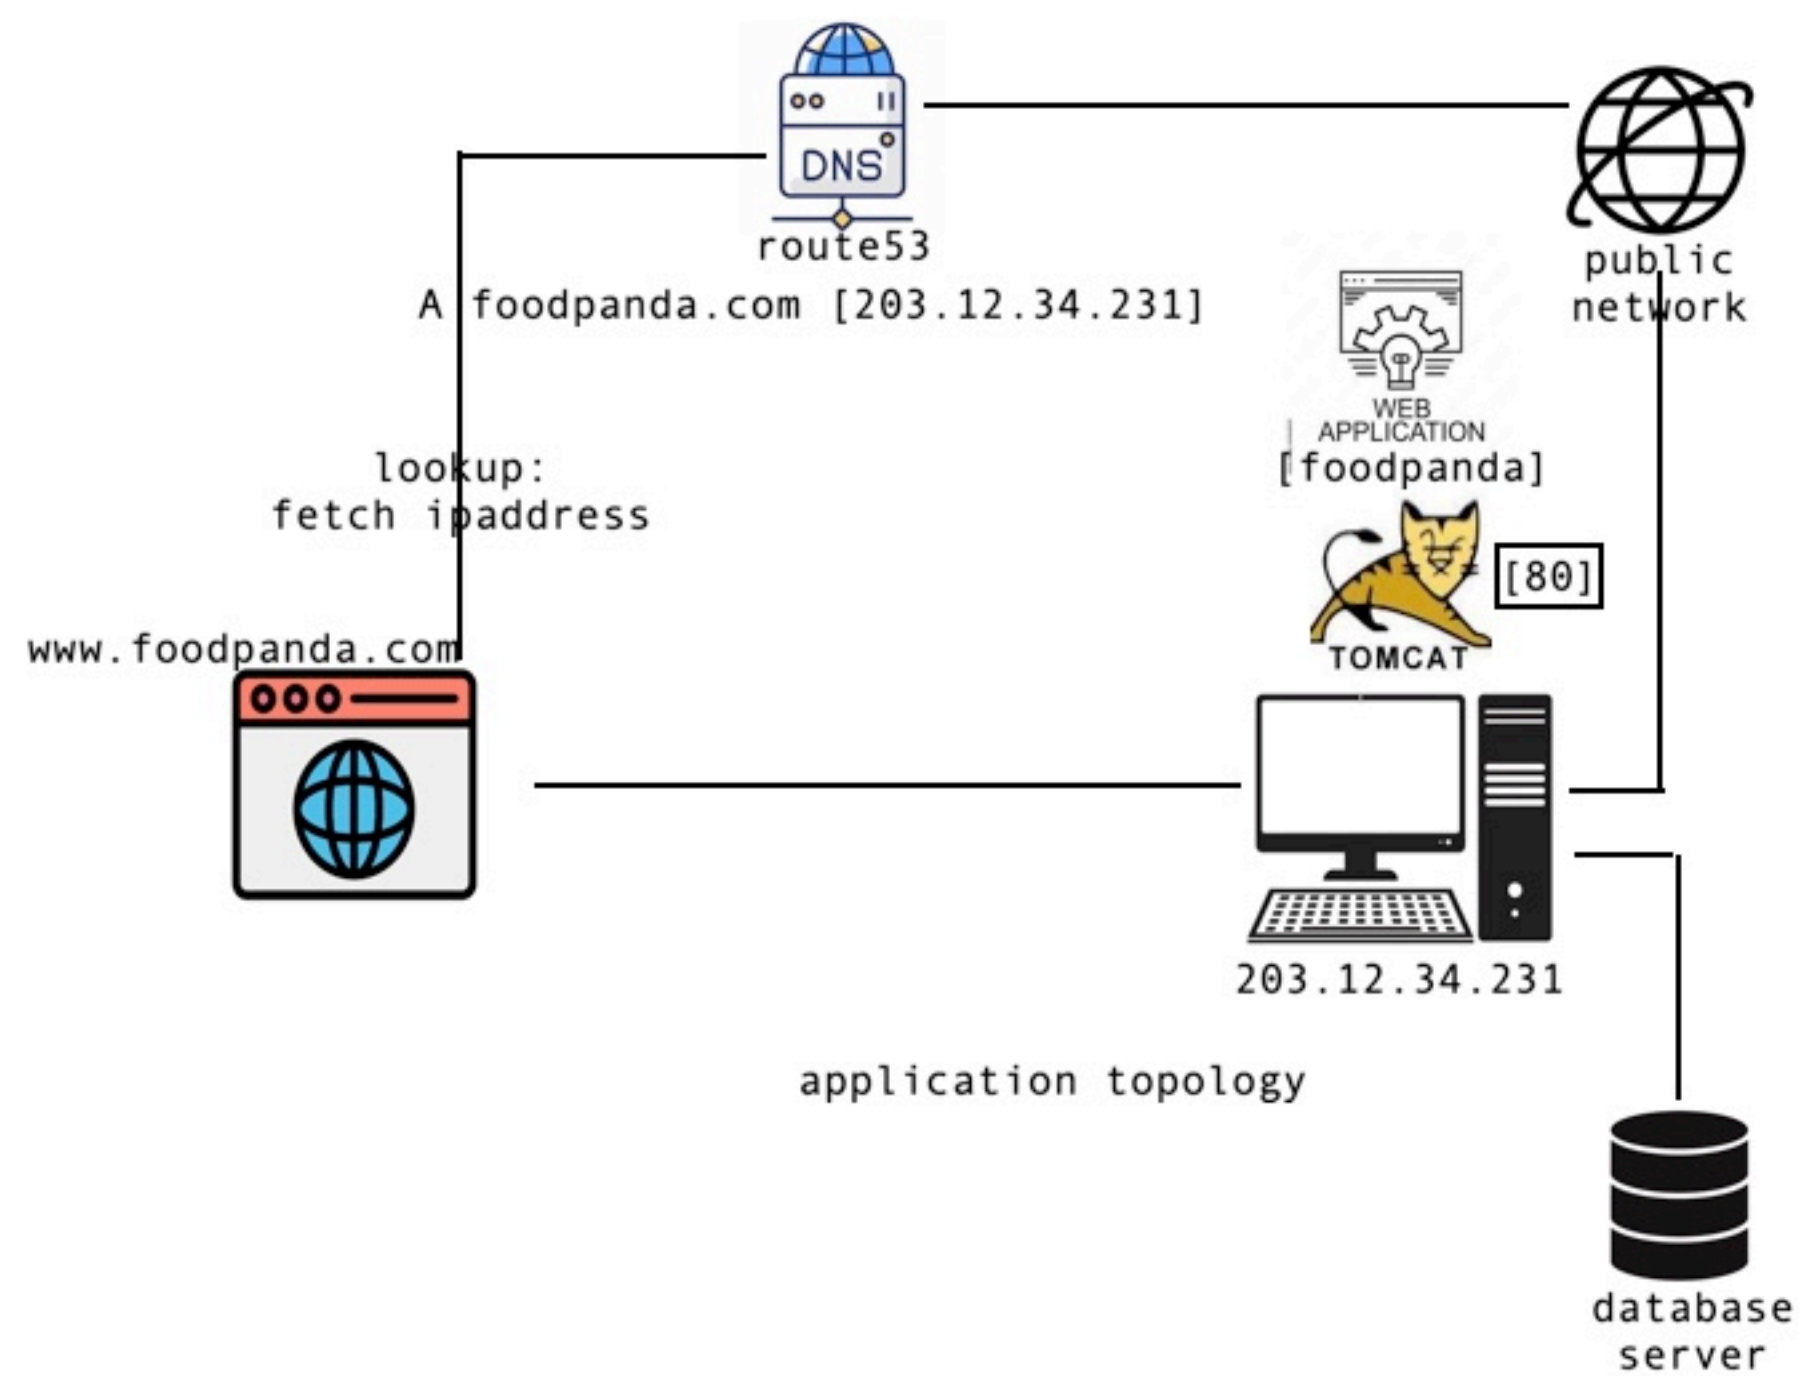 DNS
route53
A foodpanda.com [203.12.34.231]
public
network
WEB
APPLICATION
[foodpanda]
lookup:
fetch ipaddress
[80]
TOMCAT
www.foodpanda.com
203.12.34.231
application topology
database
server